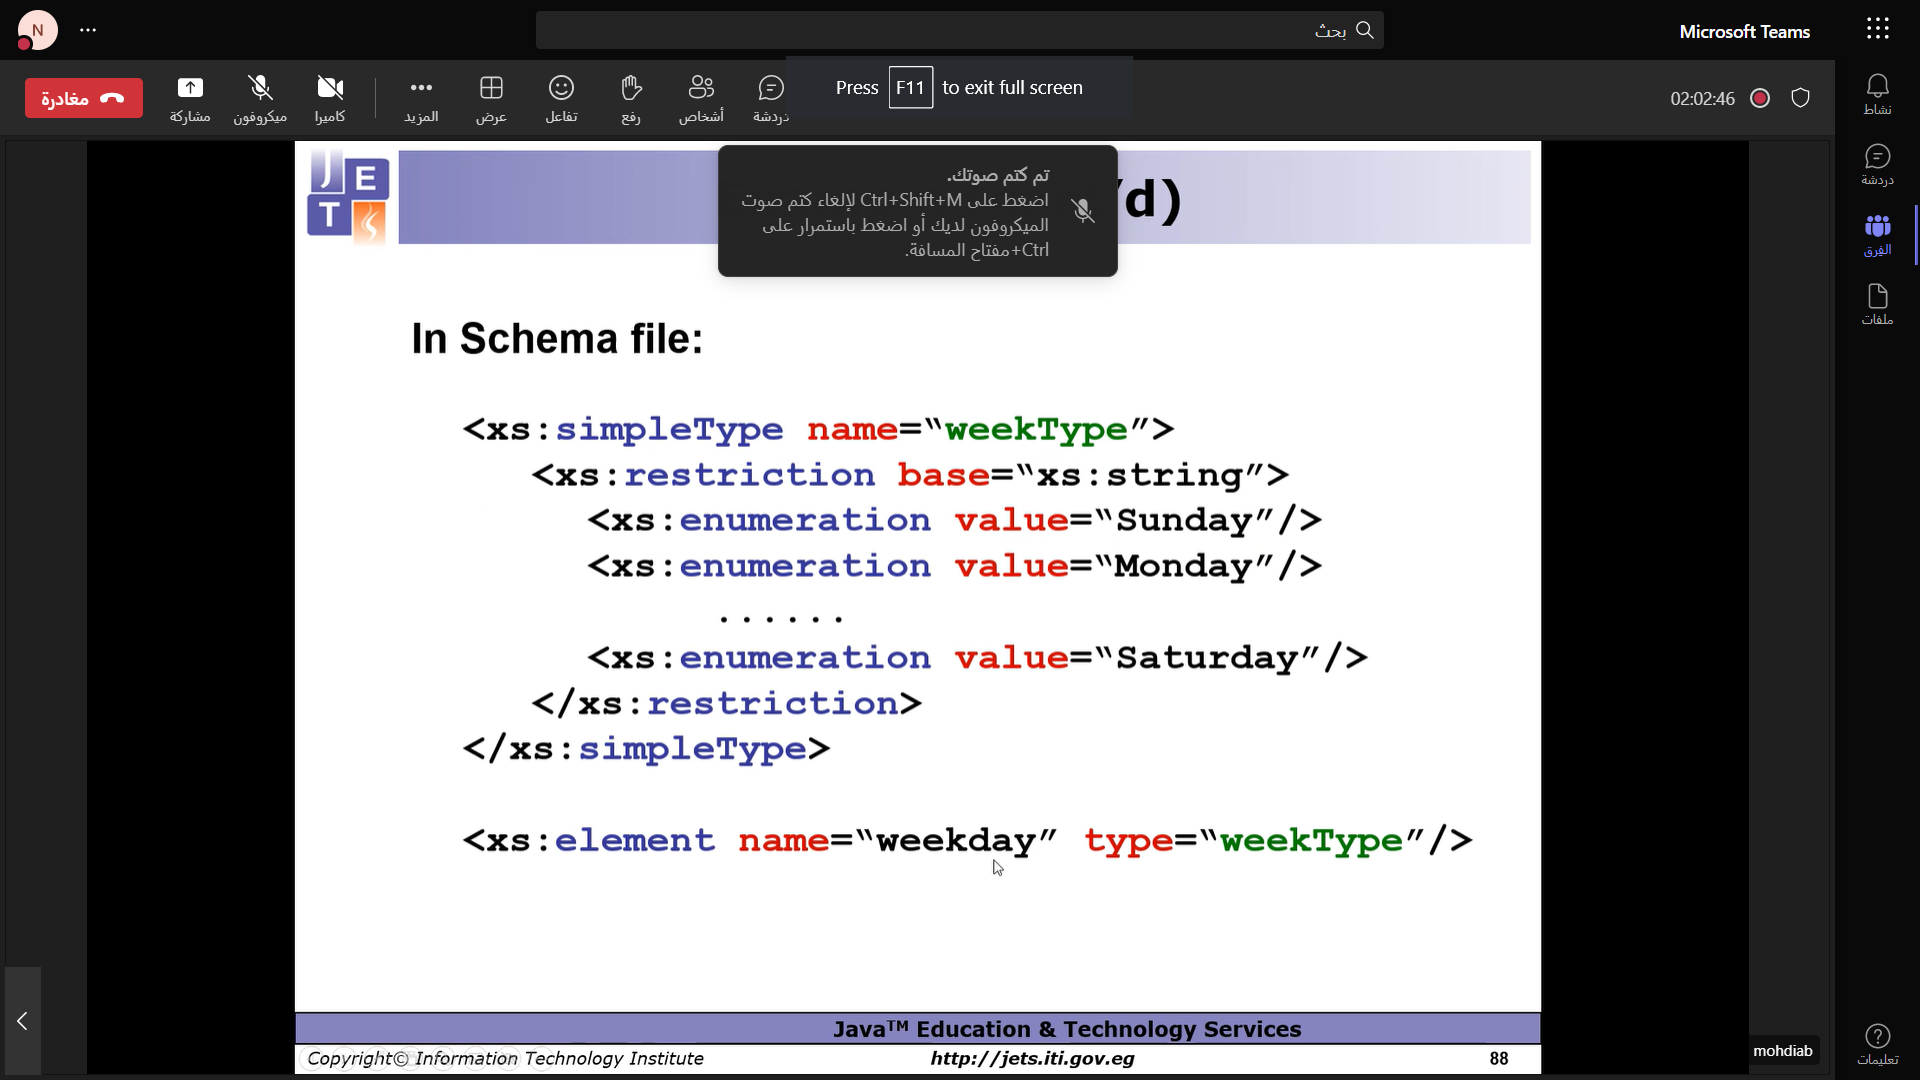 N
بحث
Microsoft Teams
مغادرة
مشاركة
ميكروفون
كاميرا
المزيد
عرض
تفاعل
رفع
أشخاص
دردشة
Press F11 to exit full screen
02:02:46
نشاط
دردشة
الفِرق
ملفات
تعليمات
J E T
تم كتم صوتك.
اضغط على Ctrl+Shift+M لإلغاء كتم صوت
الميكروفون لديك أو اضغط باستمرار على
Ctrl+مفتاح المسافة.
d)
In Schema file:
<xs:simpleType name=“weekType”>
<xs:restriction base=“xs:string”>
<xs:enumeration value=“Sunday”/>
<xs:enumeration value=“Monday”/>
......
<xs:enumeration value=“Saturday”/>
</xs:restriction>
</xs:simpleType>
<xs:element name=“weekday” type=“weekType”/>
Java™ Education & Technology Services
Copyright© Information Technology Institute
http://jets.iti.gov.eg
88
mohdiab